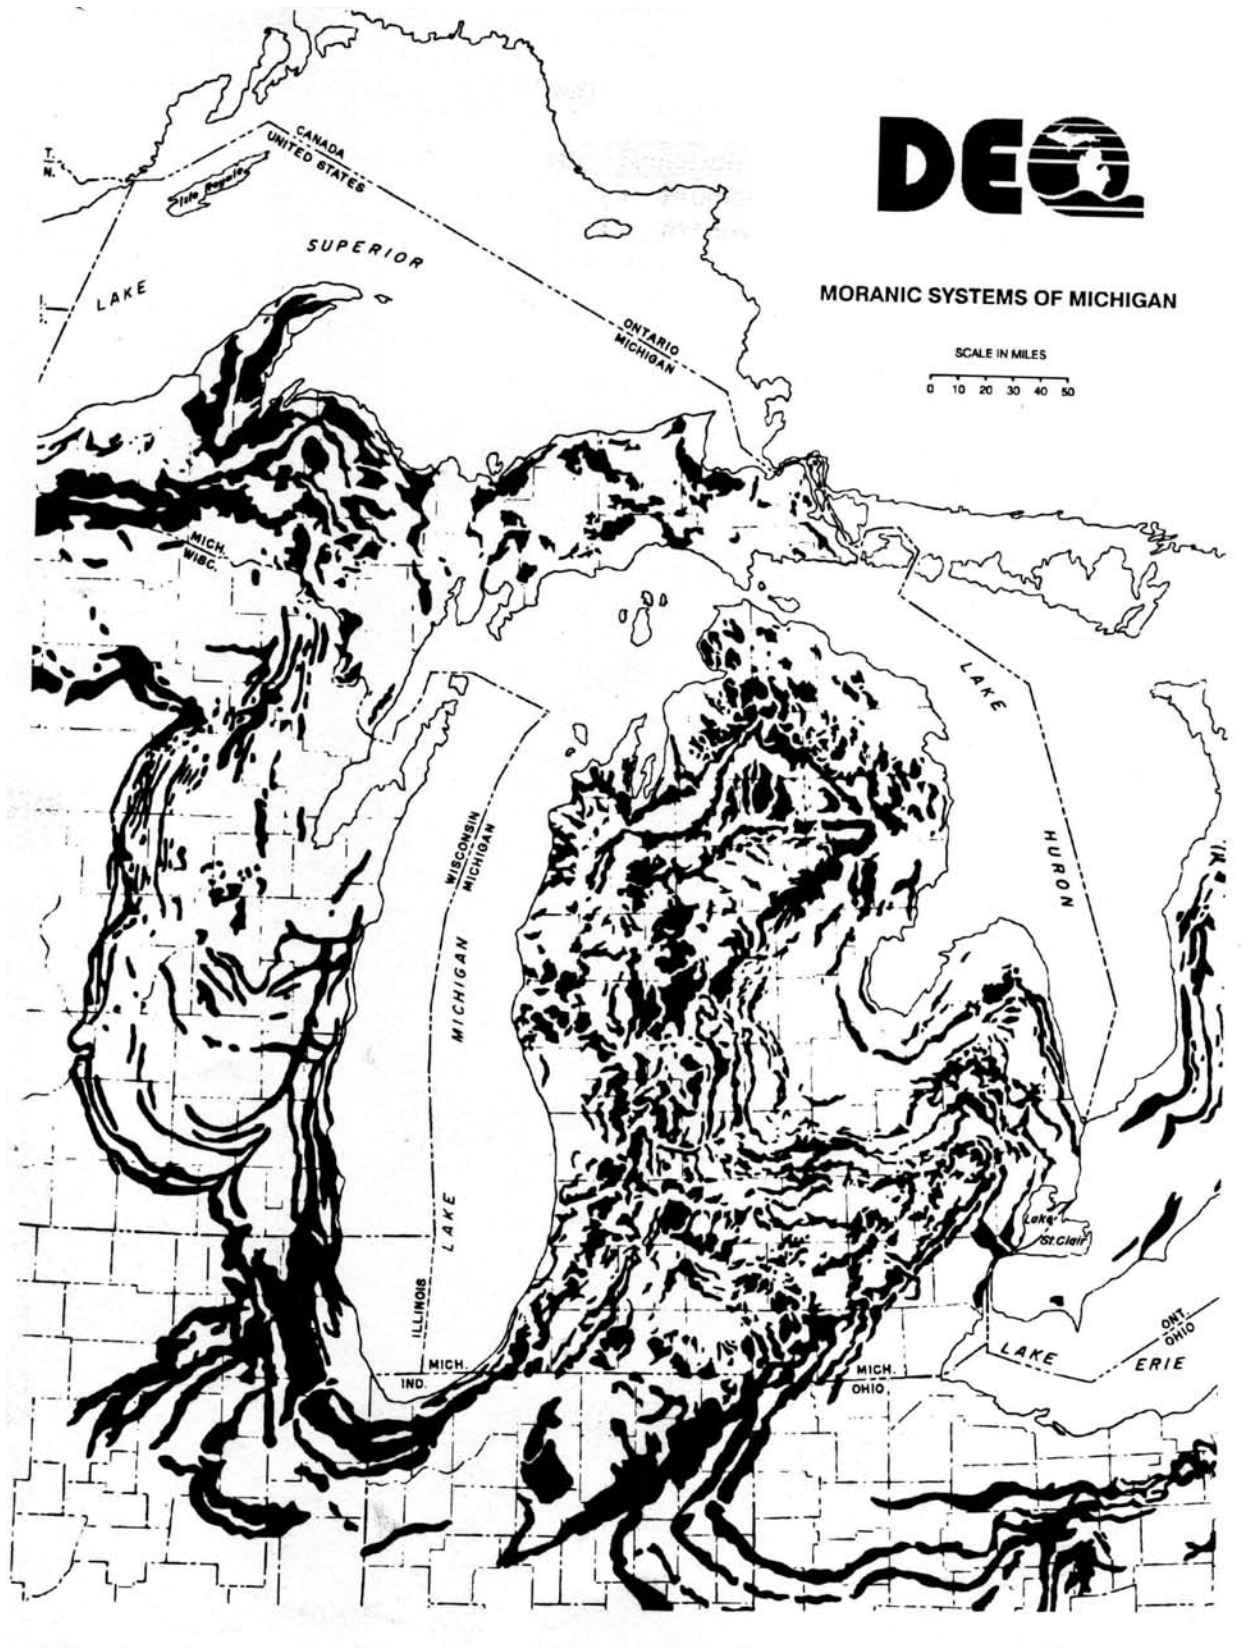 CANADA
UNITED STATES
T.
N.
Isle Royale
DEQ
LAKE SUPERIOR
MORANIC SYSTEMS OF MICHIGAN
ONTARIO
MICHIGAN
SCALE IN MILES
0 10 20 30 40 50
MICH.
WISC.
LAKE HURON
WISCONSIN
MICHIGAN
LAKE MICHIGAN
Lake
St. Clair
ILLINOIS
MICH.
IND.
MICH.
OHIO
ONT.
OHIO
LAKE ERIE